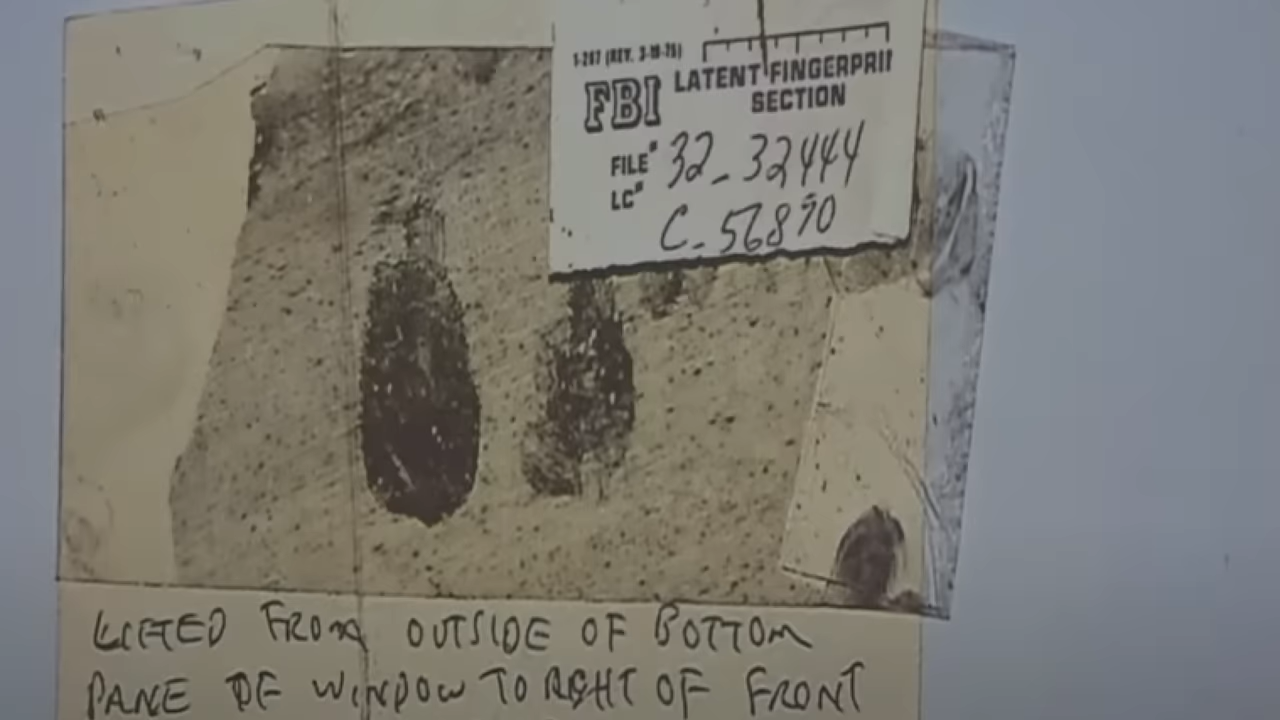 1-267 (REV. 3-19-75)
FBI LATENT FINGERPRI
SECTION
FILE# 32-32444
LC# C-56890
LIFTED FROM OUTSIDE OF BOTTOM
PANE OF WINDOW TO RIGHT OF FRONT